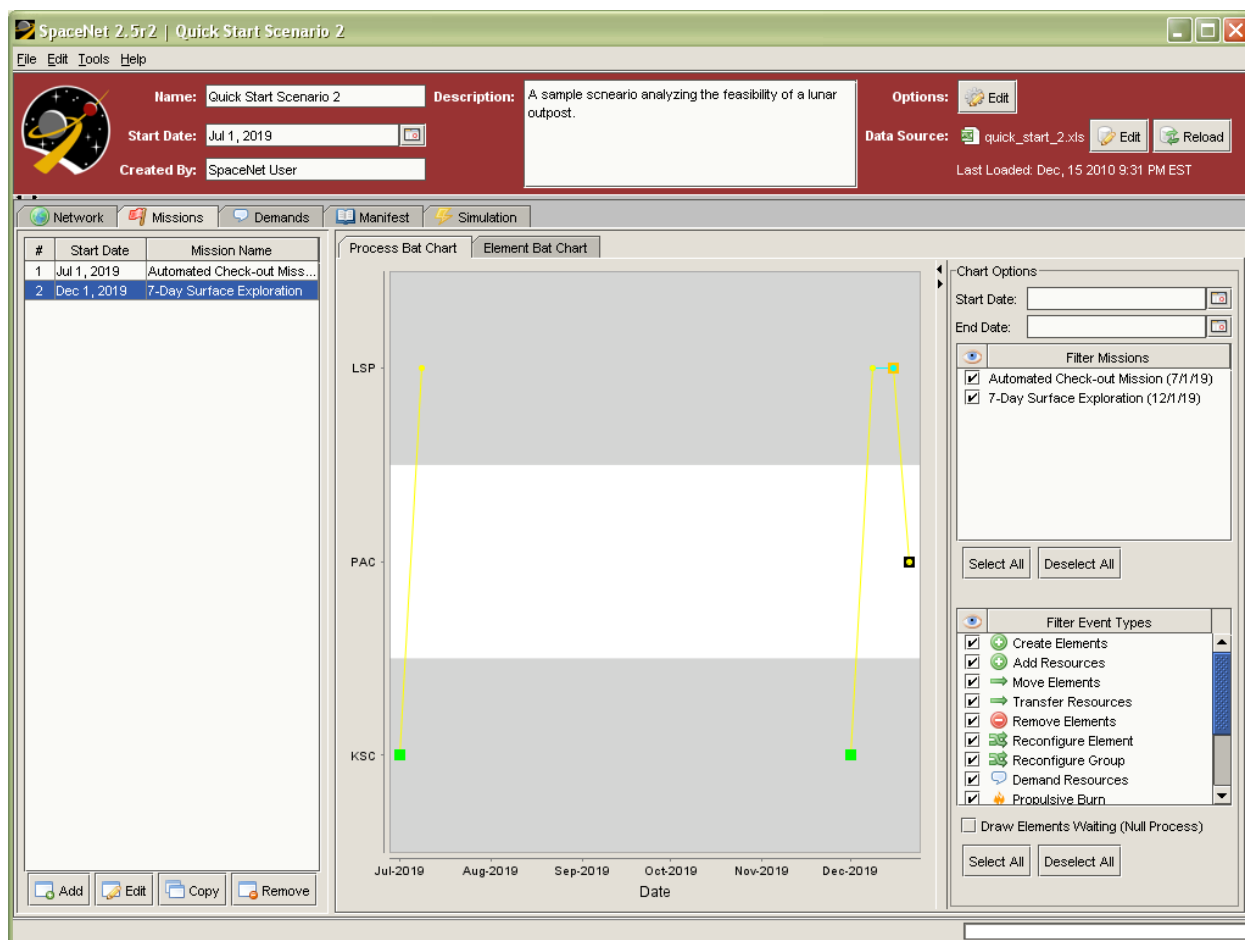 SpaceNet 2.5r2 | Quick Start Scenario 2
File Edit Tools Help
Name: Quick Start Scenario 2
Start Date: Jul 1, 2019
Created By: SpaceNet User
Description: A sample scneario analyzing the feasibility of a lunar
outpost.
Options: Edit
Data Source: quick_start_2.xls Edit Reload
Last Loaded: Dec, 15 2010 9:31 PM EST
Network Missions Demands Manifest Simulation
# Start Date Mission Name
1 Jul 1, 2019 Automated Check-out Miss...
2 Dec 1, 2019 7-Day Surface Exploration
Add Edit Copy Remove
Process Bat Chart Element Bat Chart
LSP
PAC
KSC
Jul-2019 Aug-2019 Sep-2019 Oct-2019 Nov-2019 Dec-2019
Date
Chart Options
Start Date:
End Date:
Filter Missions
Automated Check-out Mission (7/1/19)
7-Day Surface Exploration (12/1/19)
Select All Deselect All
Filter Event Types
Create Elements
Add Resources
Move Elements
Transfer Resources
Remove Elements
Reconfigure Element
Reconfigure Group
Demand Resources
Propulsive Burn
Draw Elements Waiting (Null Process)
Select All Deselect All